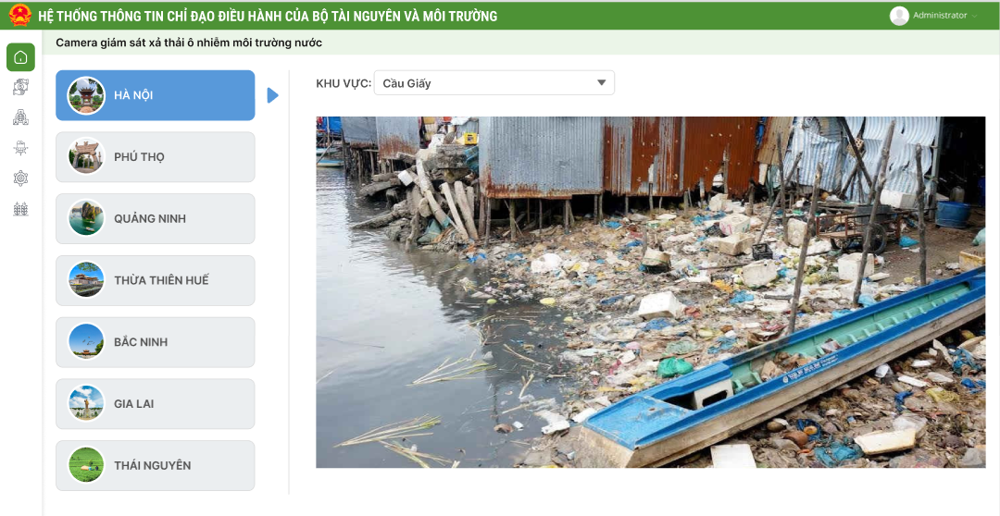 HỆ THỐNG THÔNG TIN CHỈ ĐẠO ĐIỀU HÀNH CỦA BỘ TÀI NGUYÊN VÀ MÔI TRƯỜNG
Administrator
Camera giám sát xả thải ô nhiễm môi trường nước
HÀ NỘI
PHÚ THỌ
QUẢNG NINH
THỪA THIÊN HUẾ
BẮC NINH
GIA LAI
THÁI NGUYÊN
KHU VỰC: Cầu Giấy